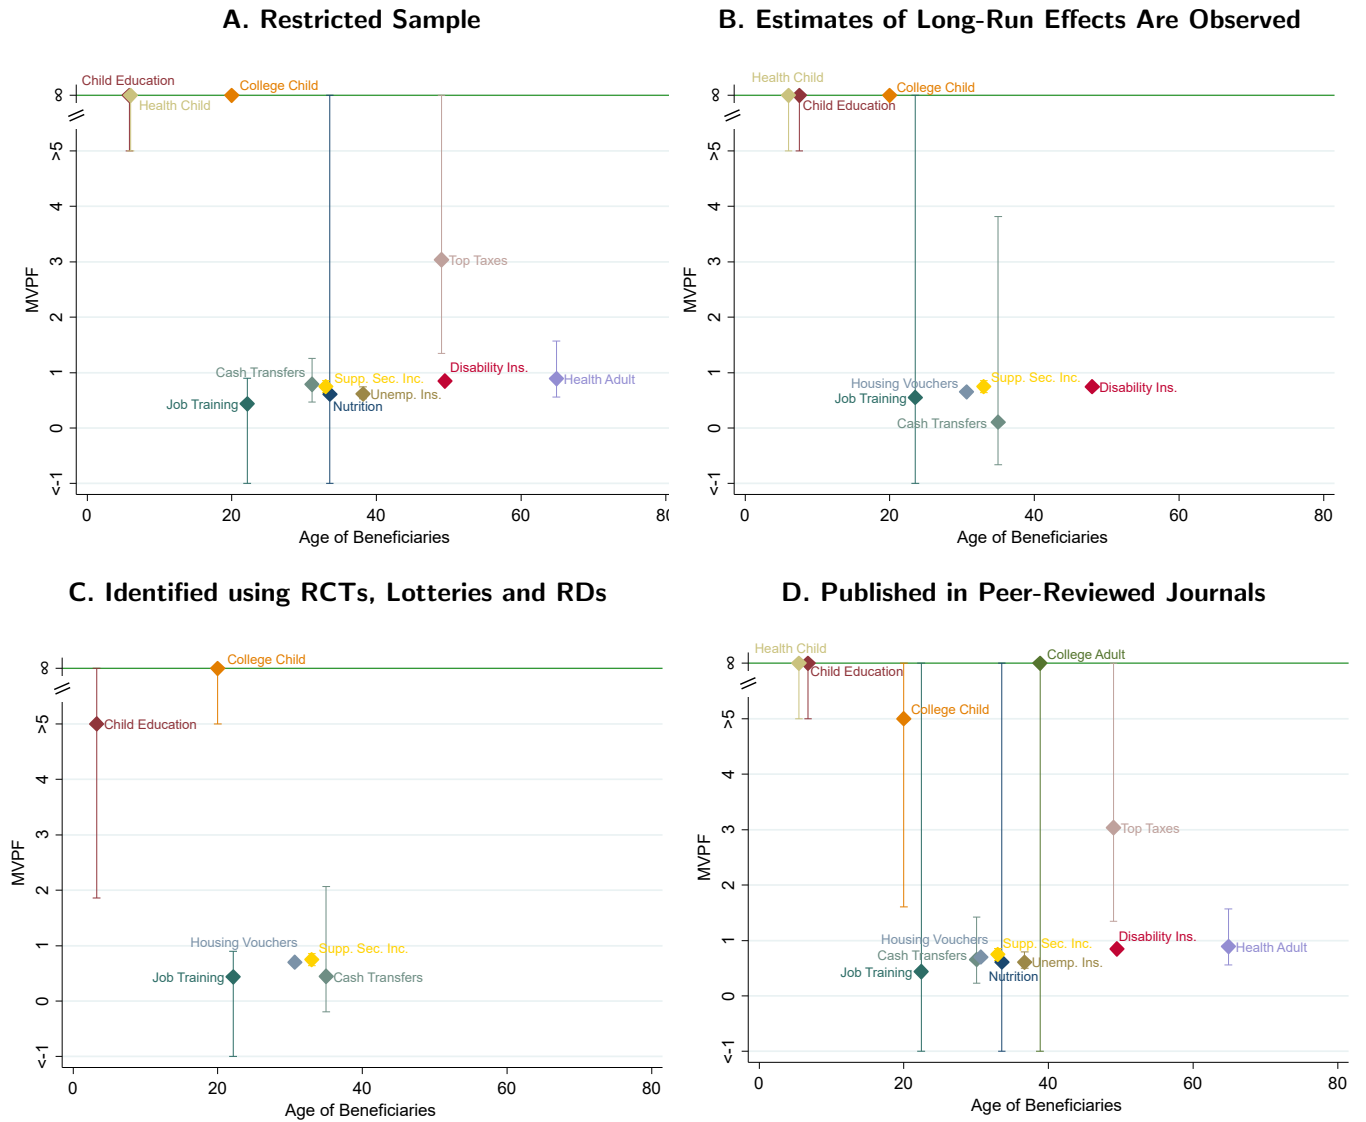 A. Restricted Sample
Child Education
College Child
Health Child
∞
>5
4
3
2
1
0
<-1
MVPF
Top Taxes
Cash Transfers
Supp. Sec. Inc.
Disability Ins.
Job Training
Unemp. Ins.
Nutrition
Health Adult
0
20
40
60
80
Age of Beneficiaries
B. Estimates of Long-Run Effects Are Observed
Health Child
College Child
Child Education
∞
>5
4
3
2
1
0
<-1
MVPF
Housing Vouchers
Supp. Sec. Inc.
Job Training
Disability Ins.
Cash Transfers
0
20
40
60
80
Age of Beneficiaries
C. Identified using RCTs, Lotteries and RDs
College Child
Child Education
∞
>5
4
3
2
1
0
<-1
MVPF
Housing Vouchers
Supp. Sec. Inc.
Job Training
Cash Transfers
0
20
40
60
80
Age of Beneficiaries
D. Published in Peer-Reviewed Journals
Health Child
College Adult
Child Education
College Child
∞
>5
4
3
2
1
0
<-1
MVPF
Top Taxes
Housing Vouchers
Supp. Sec. Inc.
Disability Ins.
Cash Transfers
Unemp. Ins.
Health Adult
Job Training
Nutrition
0
20
40
60
80
Age of Beneficiaries